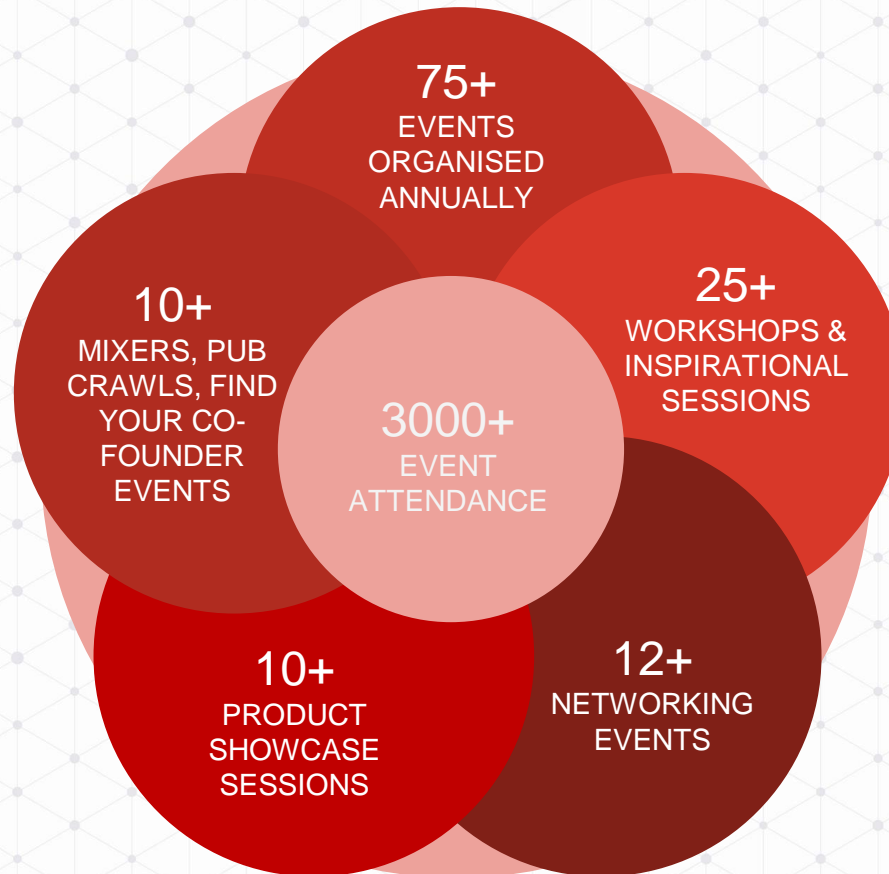 75+
EVENTS
ORGANISED
ANNUALLY
25+
WORKSHOPS &
INSPIRATIONAL
SESSIONS
12+
NETWORKING
EVENTS
10+
PRODUCT
SHOWCASE
SESSIONS
10+
MIXERS, PUB
CRAWLS, FIND
YOUR CO-
FOUNDER
EVENTS
3000+
EVENT
ATTENDANCE